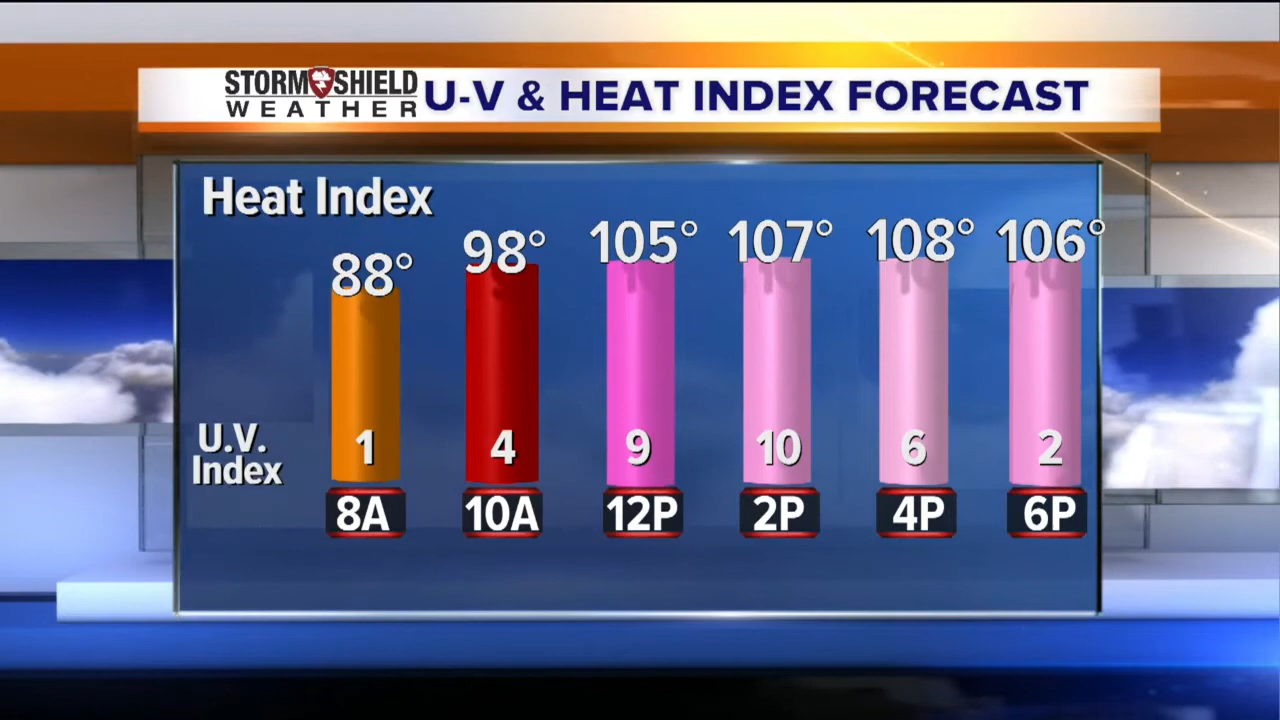 STORM SHIELD
WEATHER
U-V & HEAT INDEX FORECAST
Heat Index
88° 98° 105° 107° 108° 106°
U.V.
Index
1 4 9 10 6 2
8A 10A 12P 2P 4P 6P